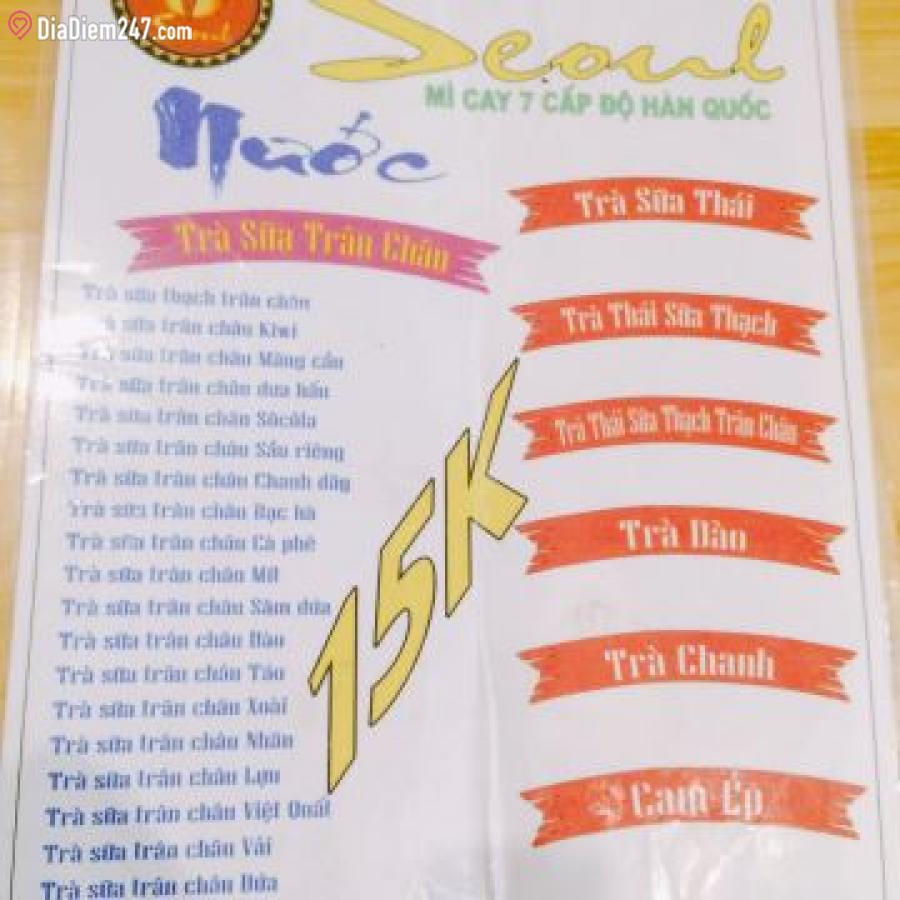 DiaDiem247.com
Seoul
Seoul
MÌ CAY 7 CẤP ĐỘ HÀN QUỐC
Nước
Trà Sữa Trân Châu
Trà sữa thạch trân châu
Trà sữa trân châu Kiwi
Trà sữa trân châu Mãng cầu
Trà sữa trân châu dưa hấu
Trà sữa trân châu Sôcôla
Trà sữa trân châu Sầu riêng
Trà sữa trân châu Chanh dây
Trà sữa trân châu Bạc hà
Trà sữa trân châu Cà phê
Trà sữa trân châu Mít
Trà sữa trân châu Sâm dứa
Trà sữa trân châu Đào
Trà sữa trân châu Táo
Trà sữa trân châu Xoài
Trà sữa trân châu Nhãn
Trà sữa trân châu Lựu
Trà sữa trân châu Việt Quất
Trà sữa trân châu Vải
Trà sữa trân châu Dứa
15K
Trà Sữa Thái
Trà Thái Sữa Thạch
Trà Thái Sữa Thạch Trân Châu
Trà Đào
Trà Chanh
Cam Ép